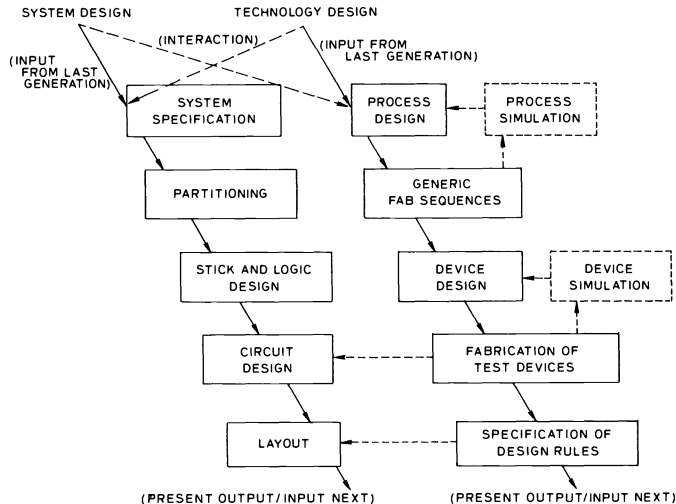 SYSTEM DESIGN
TECHNOLOGY DESIGN
(INTERACTION)
(INPUT
FROM LAST
GENERATION)
(INPUT FROM
LAST GENERATION)
SYSTEM
SPECIFICATION
PROCESS
DESIGN
PROCESS
SIMULATION
PARTITIONING
GENERIC
FAB SEQUENCES
STICK AND LOGIC
DESIGN
DEVICE
DESIGN
DEVICE
SIMULATION
CIRCUIT
DESIGN
FABRICATION OF
TEST DEVICES
LAYOUT
SPECIFICATION OF
DESIGN RULES
(PRESENT OUTPUT/INPUT NEXT)
(PRESENT OUTPUT/INPUT NEXT)